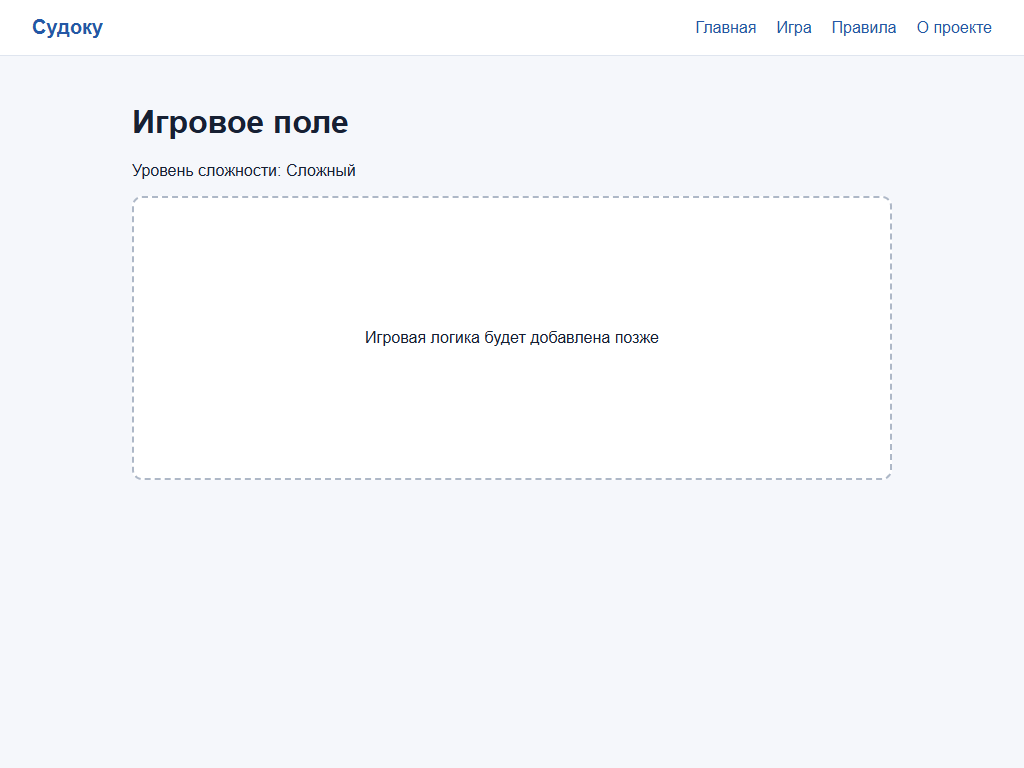 Судоку
Главная Игра Правила О проекте
Игровое поле
Уровень сложности: Сложный
Игровая логика будет добавлена позже